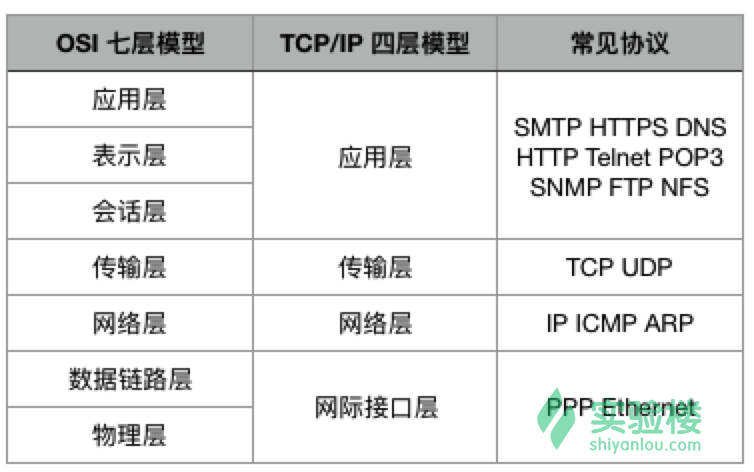 OSI 七层模型 TCP/IP 四层模型 常见协议
应用层
表示层
会话层
应用层
SMTP HTTPS DNS
HTTP Telnet POP3
SNMP FTP NFS
传输层 传输层 TCP UDP
网络层 网络层 IP ICMP ARP
数据链路层
物理层
网际接口层
PPP Ethernet
实验楼
shiyanlou.com